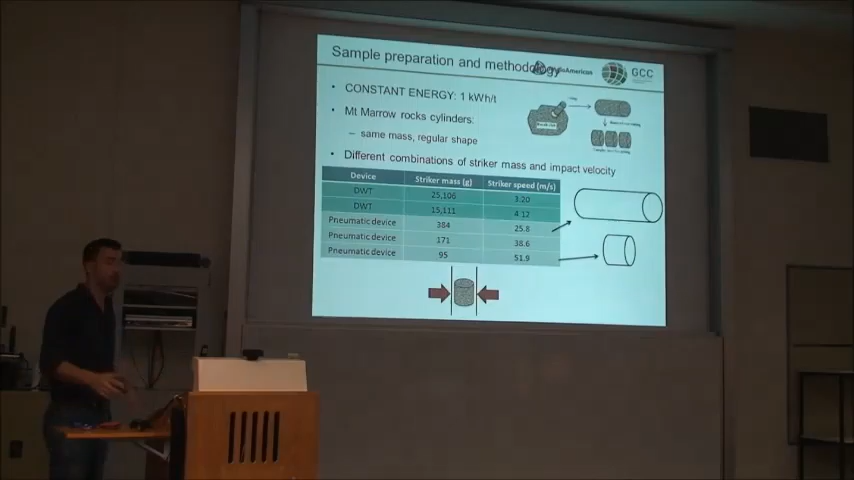 Sample preparation and methodology
AngloAmerican
GCC
• CONSTANT ENERGY: 1 kWh/t
• Mt Marrow rocks cylinders:
– same mass, regular shape
• Different combinations of striker mass and impact velocity
Device Striker mass (g) Striker speed (m/s)
DWT 25,106 3.20
DWT 15,111 4.12
Pneumatic device 384 25.8
Pneumatic device 171 38.6
Pneumatic device 95 51.9